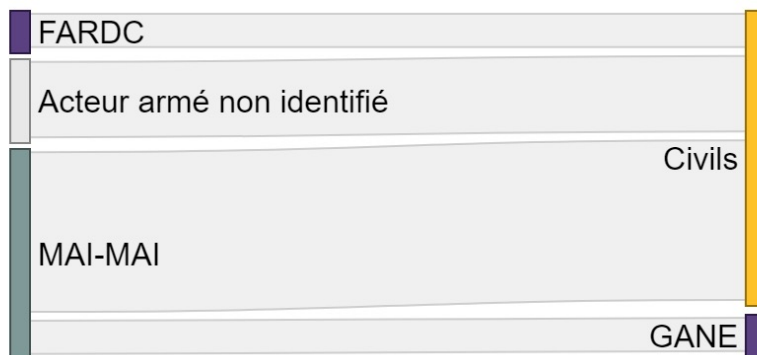 FARDC
Acteur armé non identifié
Civils
MAI-MAI
GANE